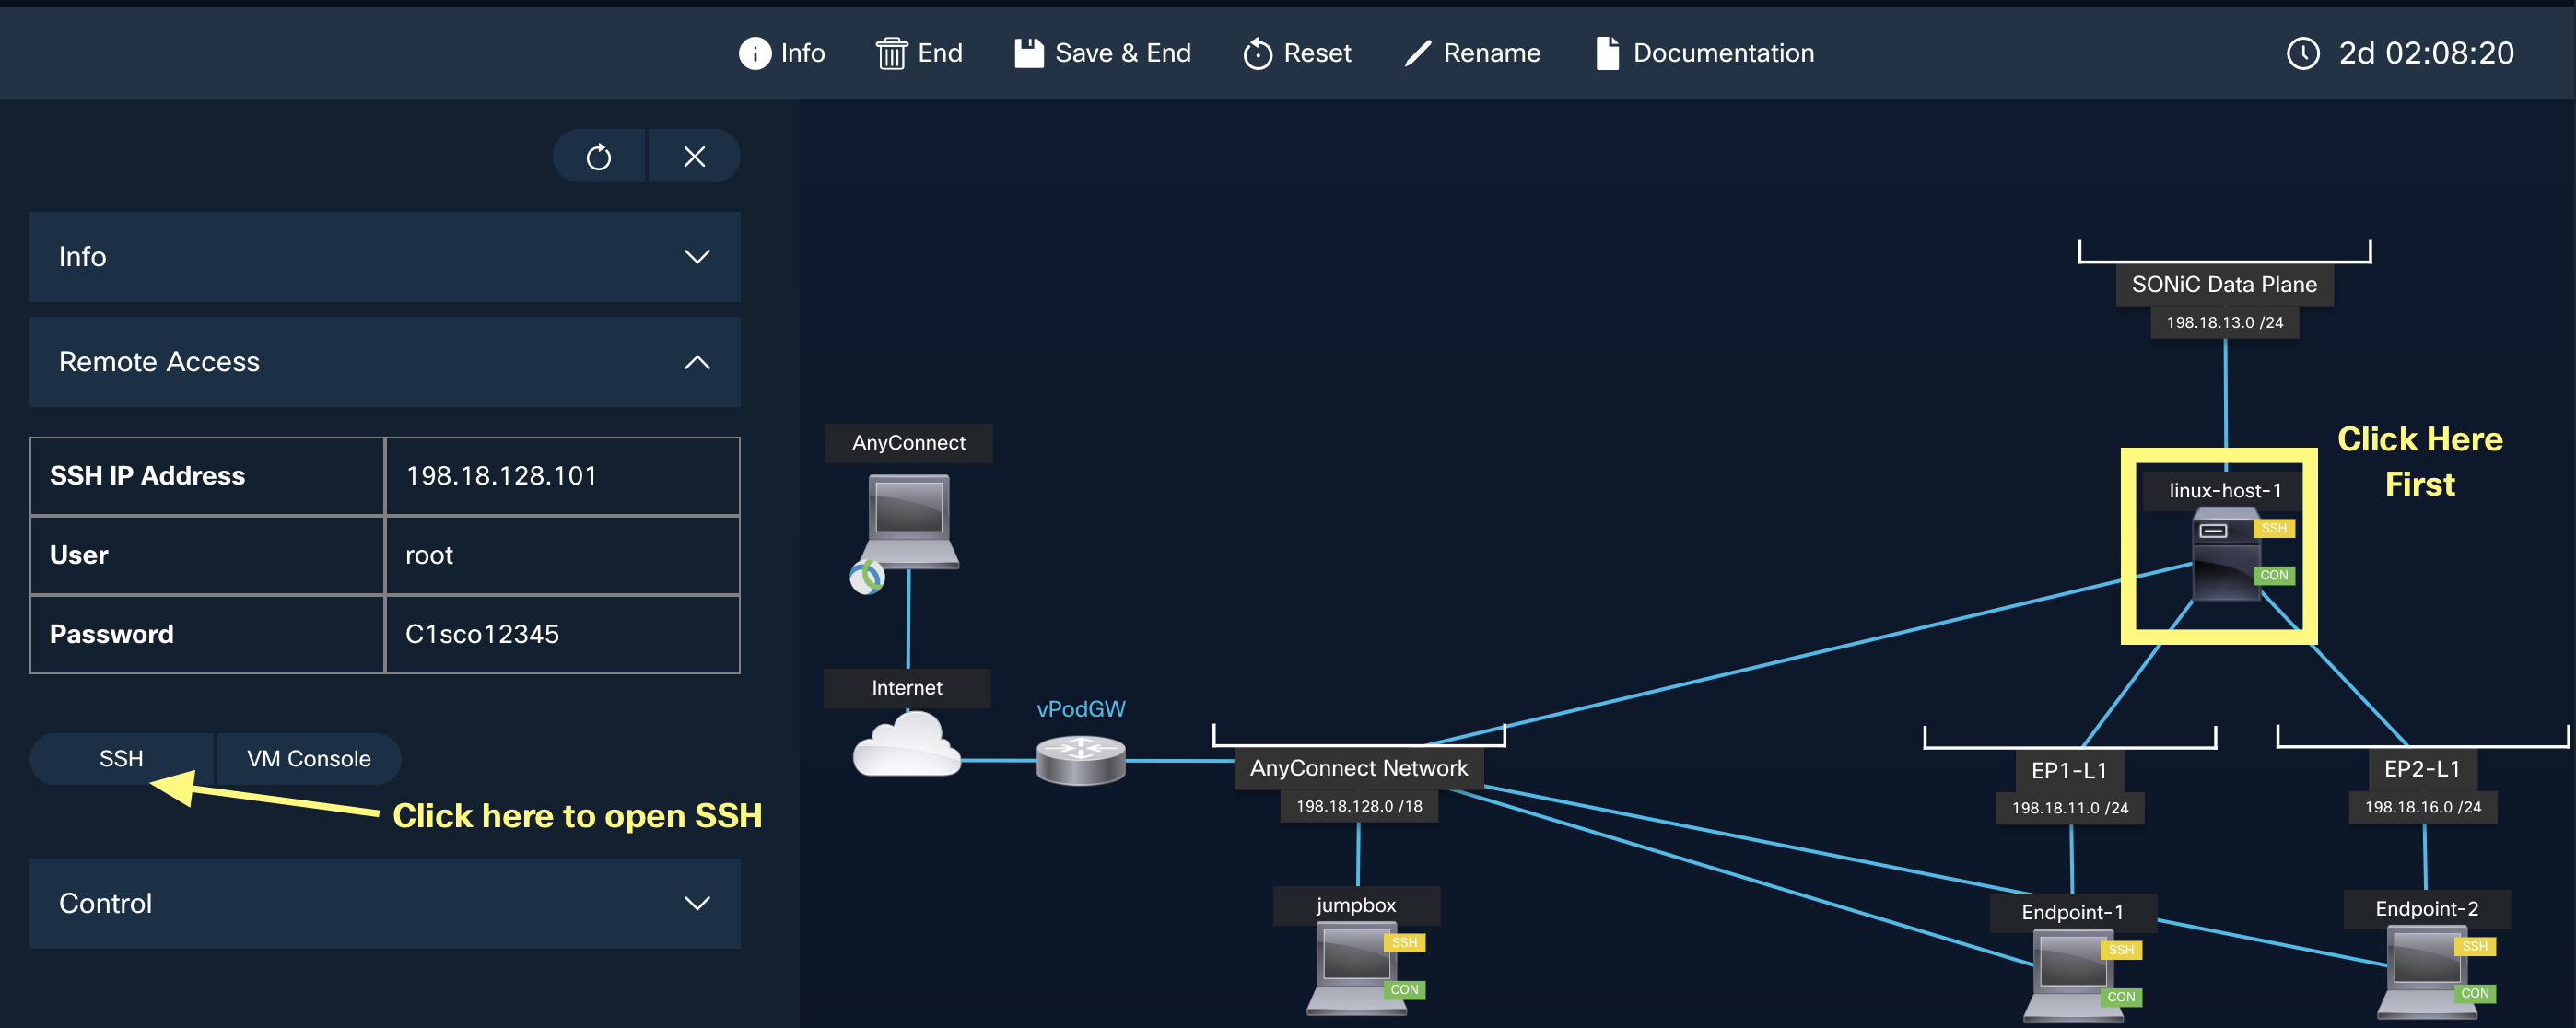 Info
End
Save & End
Reset
Rename
Documentation
2d 02:08:20
Info
Remote Access
SSH IP Address
198.18.128.101
User
root
Password
C1sco12345
SSH
VM Console
Click here to open SSH
Control
SONiC Data Plane
198.18.13.0 /24
Click Here
First
linux-host-1
SSH
CON
AnyConnect
Internet
vPodGW
AnyConnect Network
198.18.128.0 /18
EP1-L1
198.18.11.0 /24
EP2-L1
198.18.16.0 /24
jumpbox
SSH
CON
Endpoint-1
SSH
CON
Endpoint-2
SSH
CON